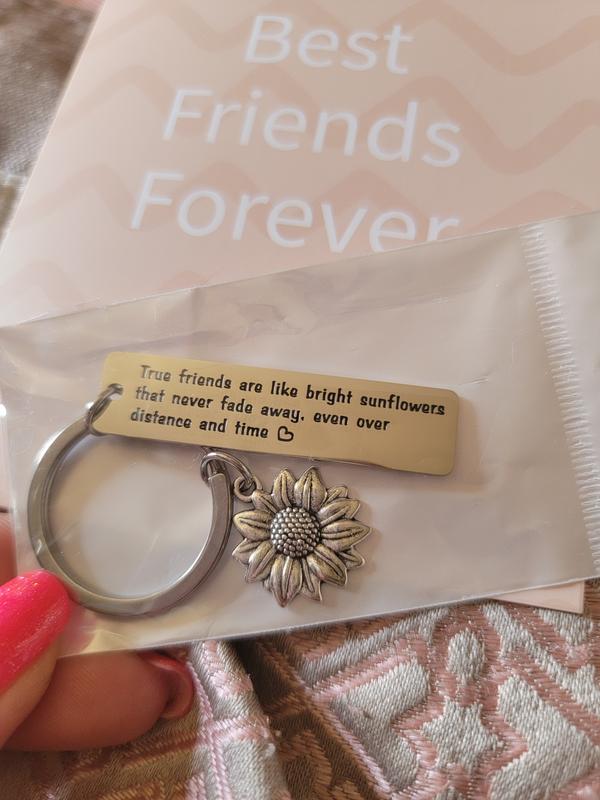 Best
Friends
Forever
True friends are like bright sunflowers
that never fade away. even over
distance and time ♡